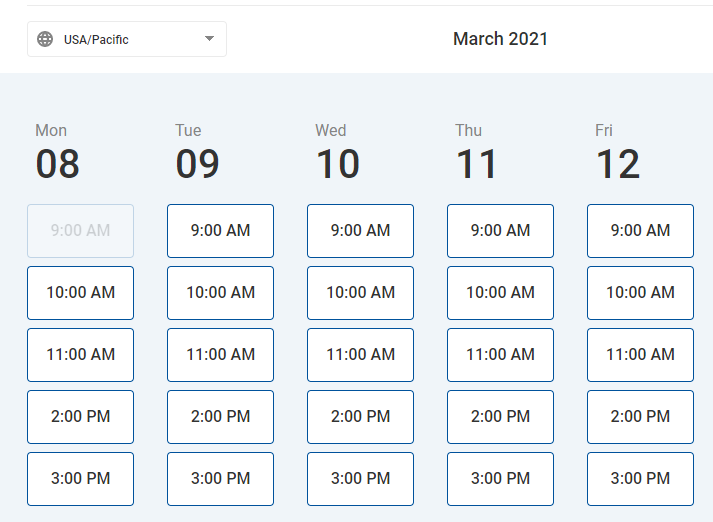 USA/Pacific
March 2021
Mon Tue Wed Thu Fri
08 09 10 11 12
9:00 AM 9:00 AM 9:00 AM 9:00 AM 9:00 AM
10:00 AM 10:00 AM 10:00 AM 10:00 AM 10:00 AM
11:00 AM 11:00 AM 11:00 AM 11:00 AM 11:00 AM
2:00 PM 2:00 PM 2:00 PM 2:00 PM 2:00 PM
3:00 PM 3:00 PM 3:00 PM 3:00 PM 3:00 PM